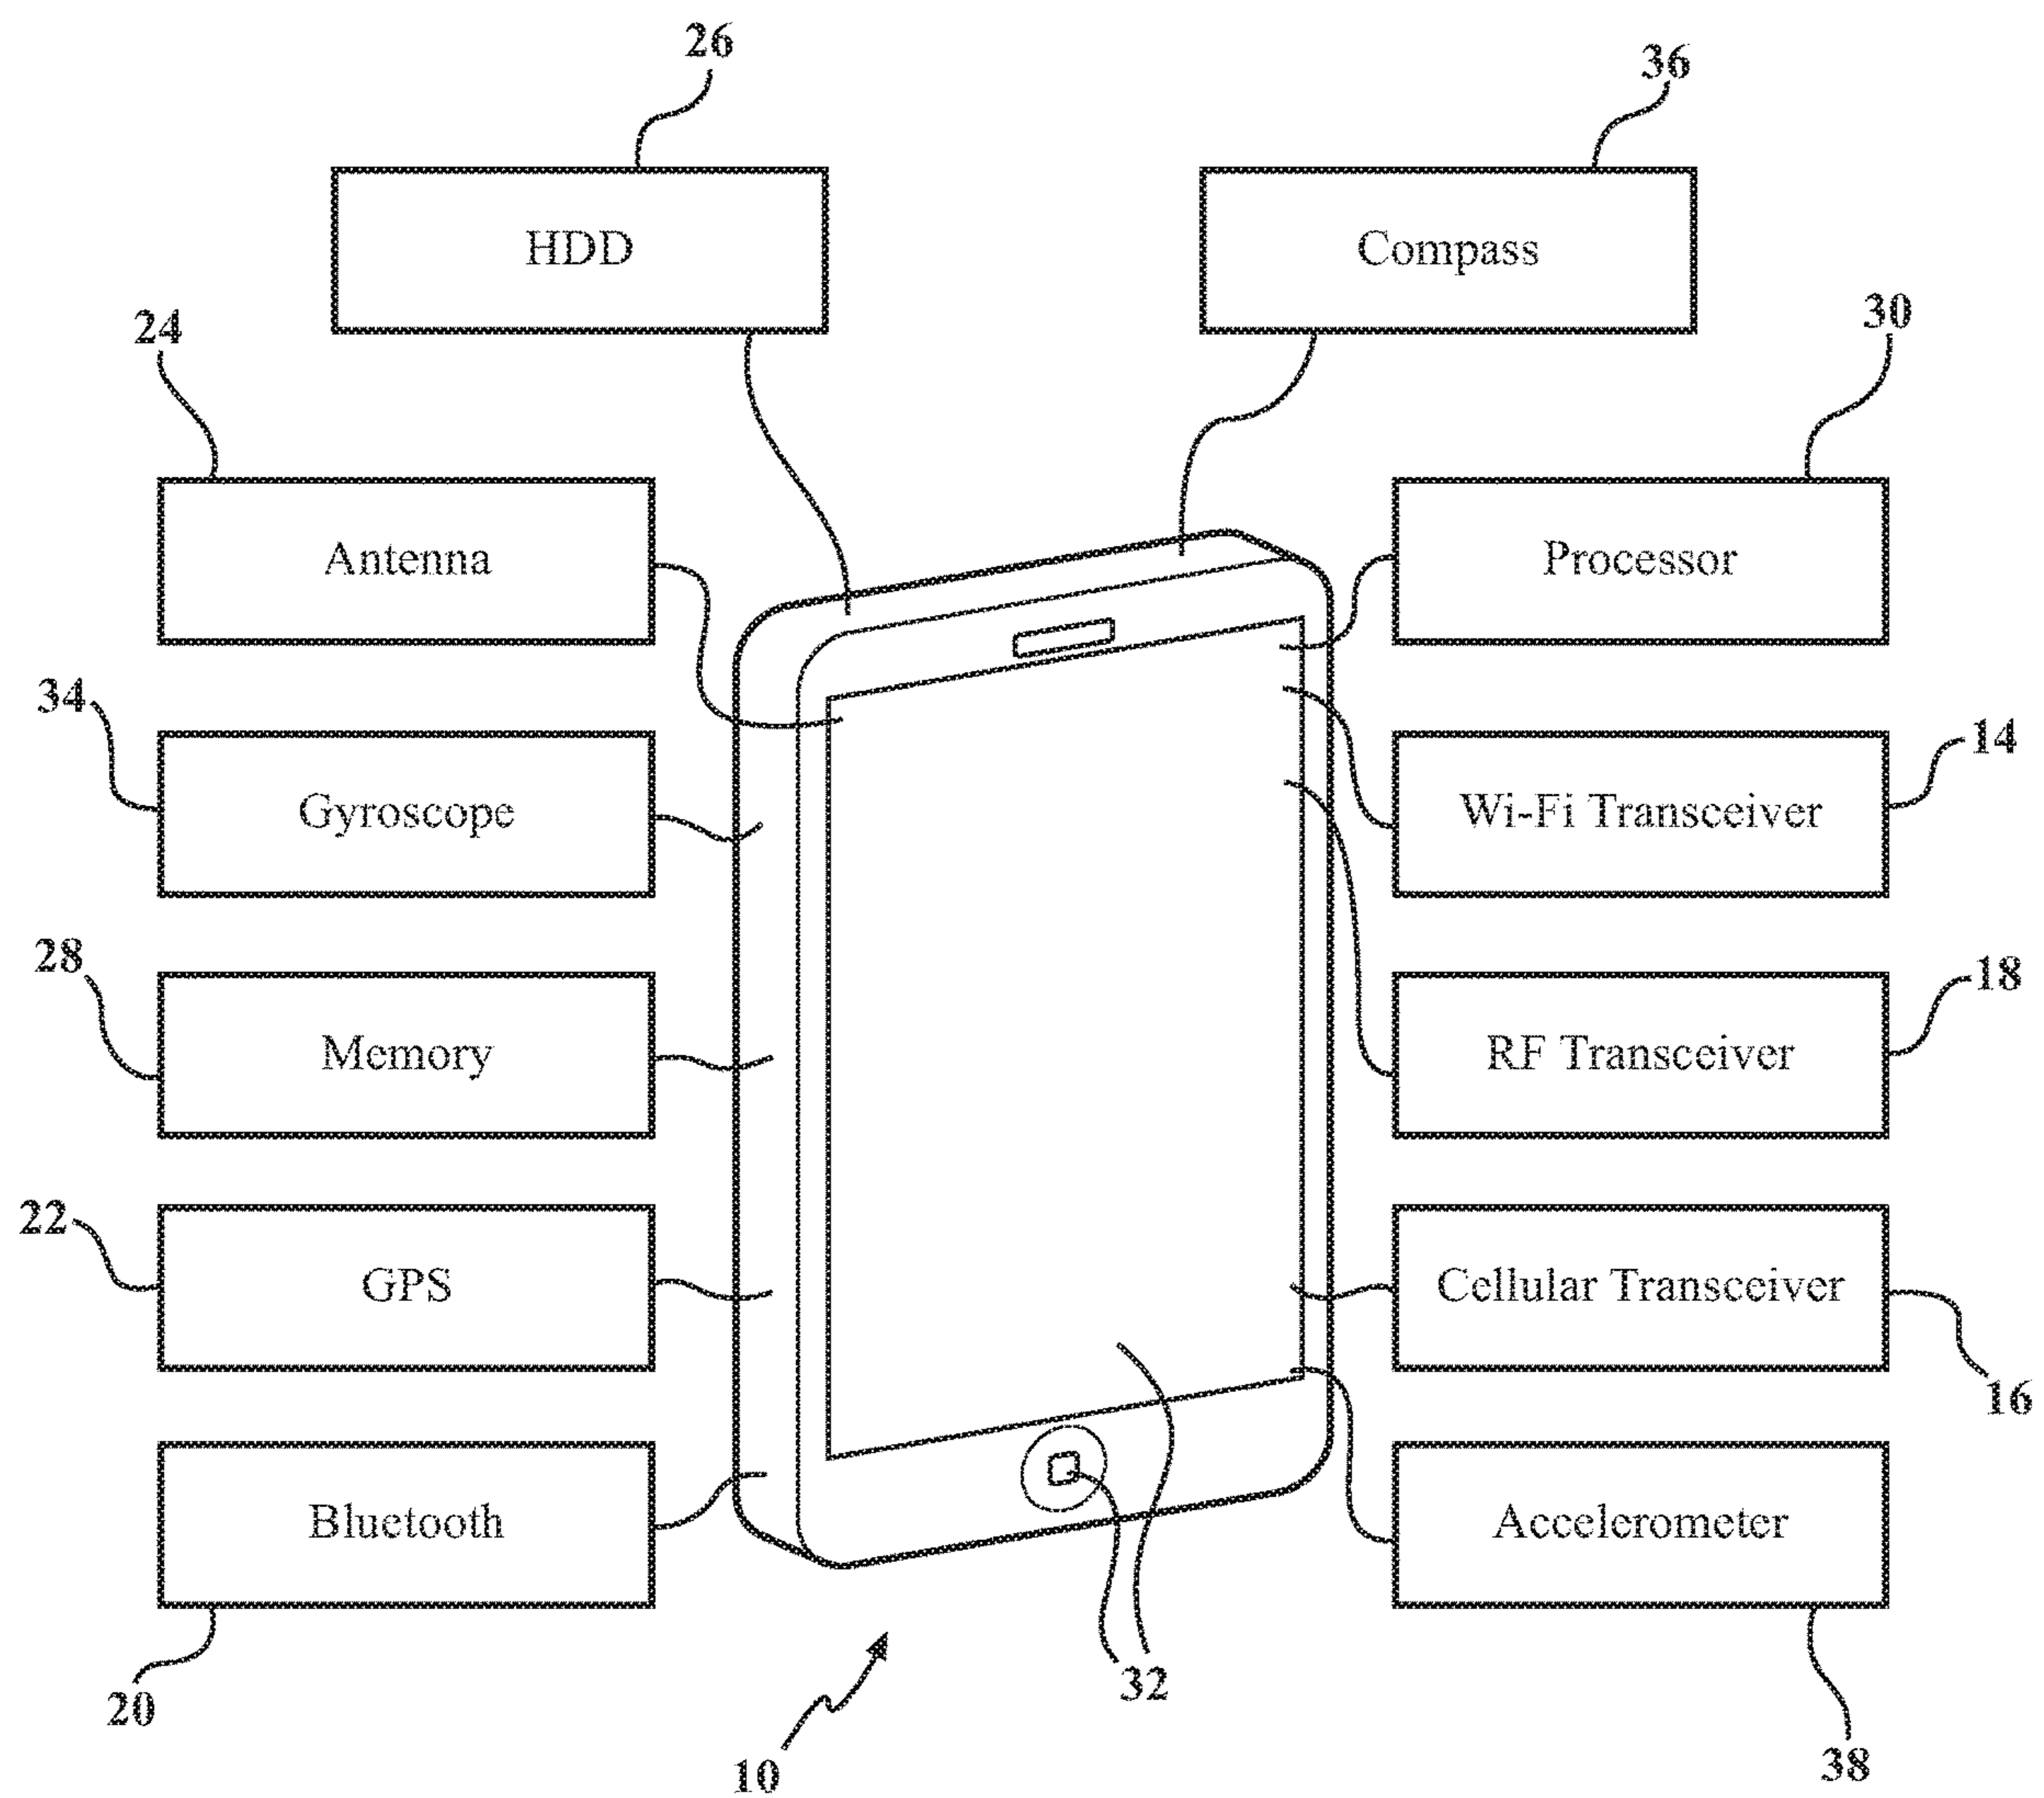 26
36
HDD
Compass
24
30
Antenna
Processor
34
14
Gyroscope
Wi-Fi Transceiver
28
18
Memory
RF Transceiver
22
GPS
Cellular Transceiver
16
Bluetooth
Accelerometer
20
32
10
38